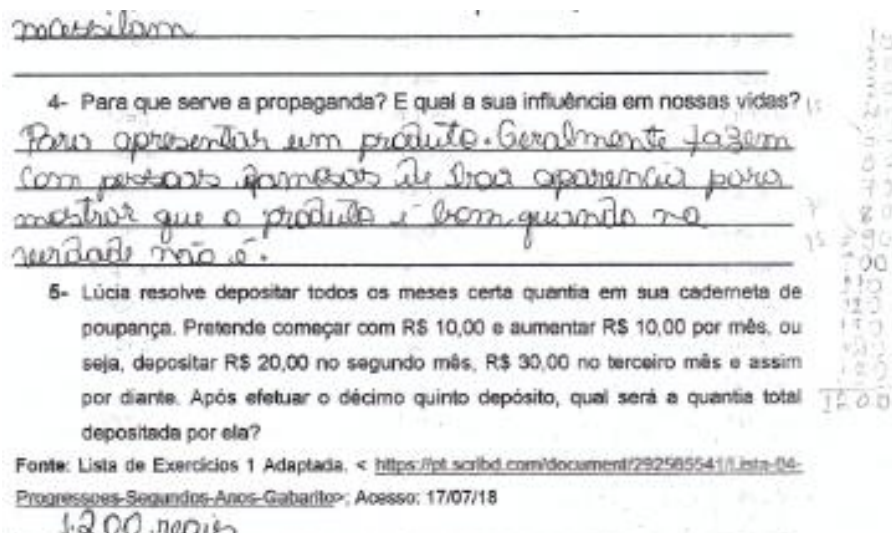 necessitam
4- Para que serve a propaganda? E qual a sua influência em nossas vidas?
Para apresentar um produto. Geralmente fazem
com pessoas famosas de boa aparencia para
mostrar que o produto é bom, quando na
verdade não é.
5- Lúcia resolve depositar todos os meses certa quantia em sua caderneta de
poupança. Pretende começar com R$ 10,00 e aumentar R$ 10,00 por mês, ou
seja, depositar R$ 20,00 no segundo mês, R$ 30,00 no terceiro mês e assim
por diante. Após efetuar o décimo quinto depósito, qual será a quantia total
depositada por ela?
Fonte: Lista de Exercícios 1 Adaptada. < https://pt.scribd.com/document/292565541/Lista-04-
Progressoes-Segundos-Anos-Gabarito>; Acesso: 17/07/18
1.200 reais
1200